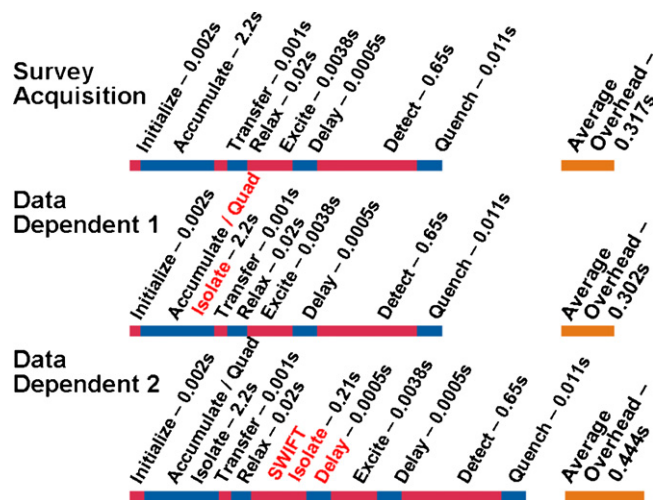 Survey
Acquisition
Initialize – 0.002s
Accumulate – 2.2s
Transfer – 0.001s
Relax – 0.02s
Excite – 0.0038s
Delay – 0.0005s
Detect – 0.65s
Quench – 0.011s
Average
Overhead –
0.317s
Data
Dependent 1
Initialize – 0.002s
Accumulate / Quad
Isolate – 2.2s
Transfer – 0.001s
Relax – 0.02s
Excite – 0.0038s
Delay – 0.0005s
Detect – 0.65s
Quench – 0.011s
Average
Overhead –
0.302s
Data
Dependent 2
Initialize – 0.002s
Accumulate / Quad
Isolate – 2.2s
Transfer – 0.001s
Relax – 0.02s
SWIFT
Isolate – 0.21s
Delay – 0.0005s
Excite – 0.0038s
Delay – 0.0005s
Detect – 0.65s
Quench – 0.011s
Average
Overhead –
0.444s